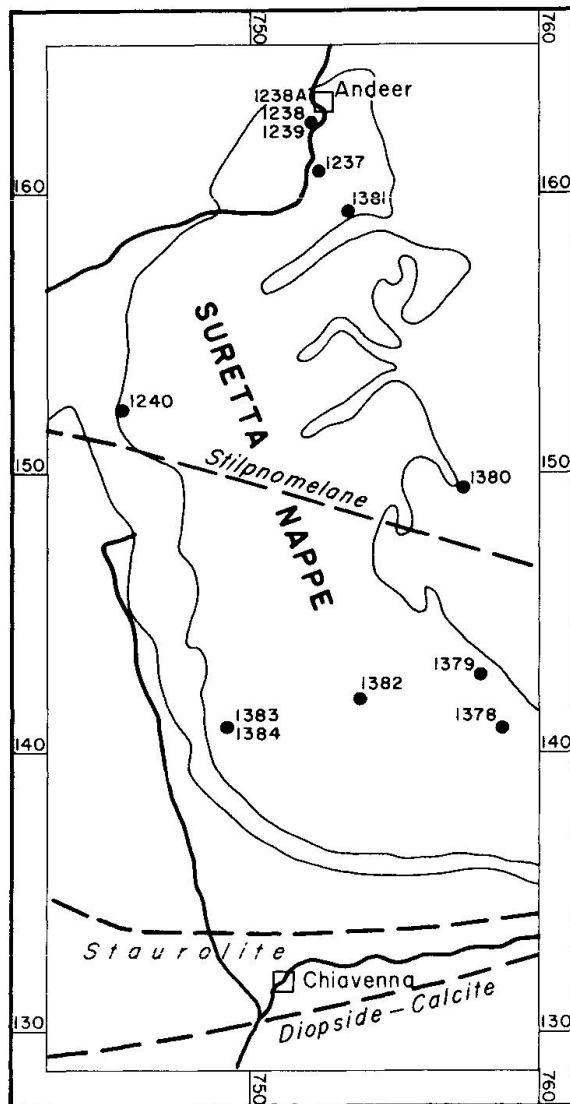 750
760
1238A
Andeer
1238
1239
1237
160
160
1381
SURETTA
NAPPE
1240
Stilpnomelane
150
150
1380
1379
1382
1383
1384
1378
140
140
Staurolite
Chiavenna
Diopside-Calcite
130
130
750
760